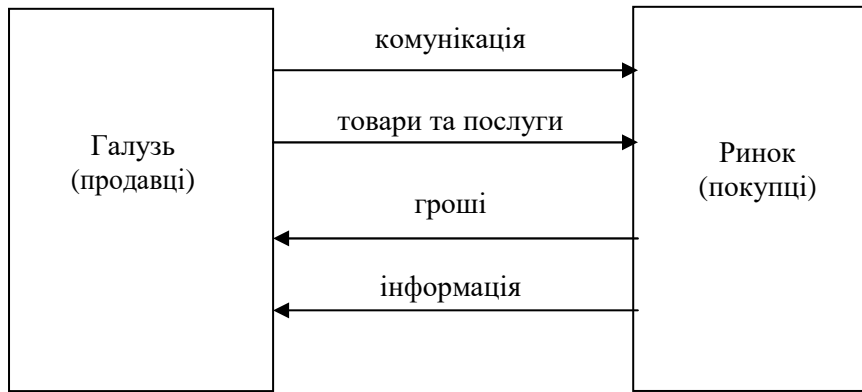 комунікація
товари та послуги
Галузь
(продавці)
Ринок
(покупці)
гроші
інформація